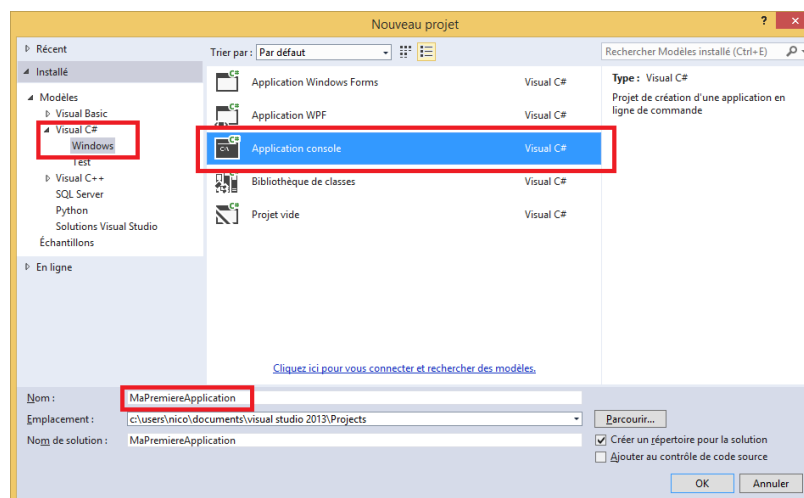 Nouveau projet
? ×
Récent
Trier par : Par défaut
Rechercher Modèles installé (Ctrl+E)
Installé
Modèles
Visual Basic
Visual C#
Windows
Test
Visual C++
SQL Server
Python
Solutions Visual Studio
Échantillons
En ligne
C# Application Windows Forms Visual C#
C# Application WPF Visual C#
C# C:\ Application console Visual C#
C# Bibliothèque de classes Visual C#
C# Projet vide Visual C#
Type : Visual C#
Projet de création d'une application en
ligne de commande
Cliquez ici pour vous connecter et rechercher des modèles.
Nom : MaPremiereApplication
Emplacement : c:\users\nico\documents\visual studio 2013\Projects
Parcourir...
Nom de solution : MaPremiereApplication
Créer un répertoire pour la solution
Ajouter au contrôle de code source
OK Annuler